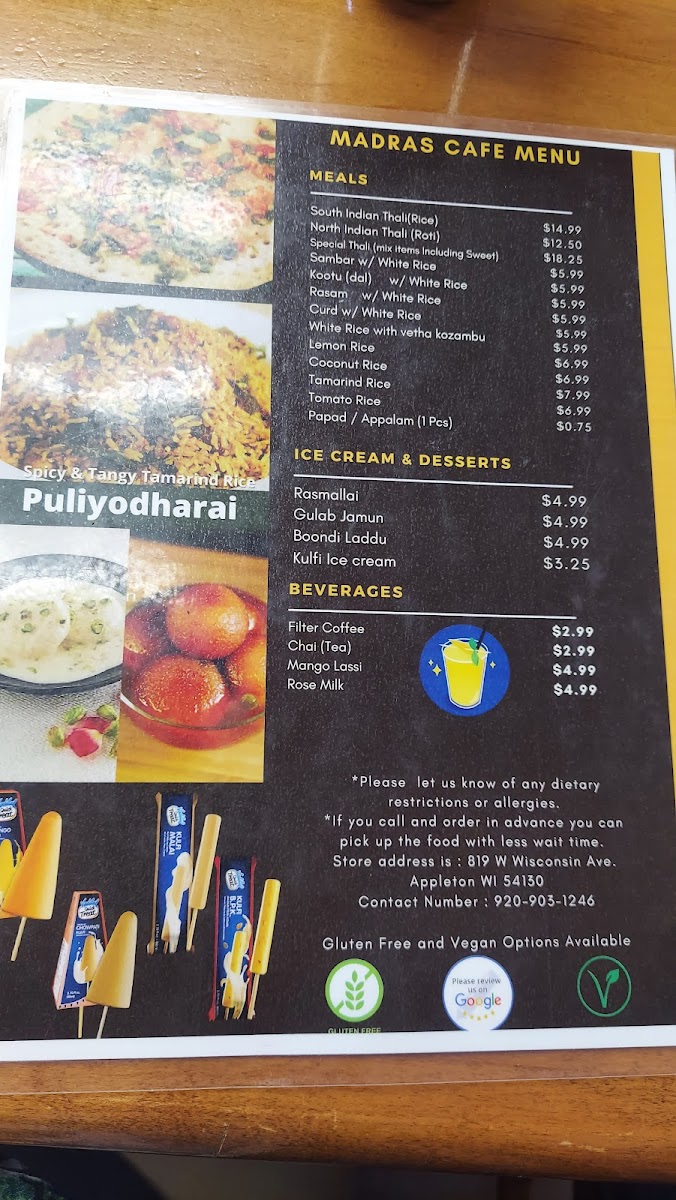 MADRAS CAFE MENU
MEALS
South Indian Thali(Rice)
North Indian Thali (Roti)
Special Thali (mix items Including Sweet)
Sambar w/ White Rice
Kootu (dal) w/ White Rice
Rasam w/ White Rice
Curd w/ White Rice
White Rice with vetha kozambu
Lemon Rice
Coconut Rice
Tamarind Rice
Tomato Rice
Papad / Appalam (1 Pcs)
$14.99
$12.50
$18.25
$5.99
$5.99
$5.99
$5.99
$5.99
$5.99
$6.99
$6.99
$7.99
$6.99
$0.75
Spicy & Tangy Tamarind Rice
Puliyodharai
ICE CREAM & DESSERTS
Rasmallai $4.99
Gulab Jamun $4.99
Boondi Laddu $4.99
Kulfi Ice cream $3.25
BEVERAGES
Filter Coffee $2.99
Chai (Tea) $2.99
Mango Lassi $4.99
Rose Milk $4.99
*Please let us know of any dietary
restrictions or allergies.
*If you call and order in advance you can
pick up the food with less wait time.
Store address is : 819 W Wisconsin Ave.
Appleton WI 54130
Contact Number : 920-903-1246
Gluten Free and Vegan Options Available
GLUTEN FREE
Please review
us on
Google
KULFI
MALAI
KULFI
B.P.K.
Treat